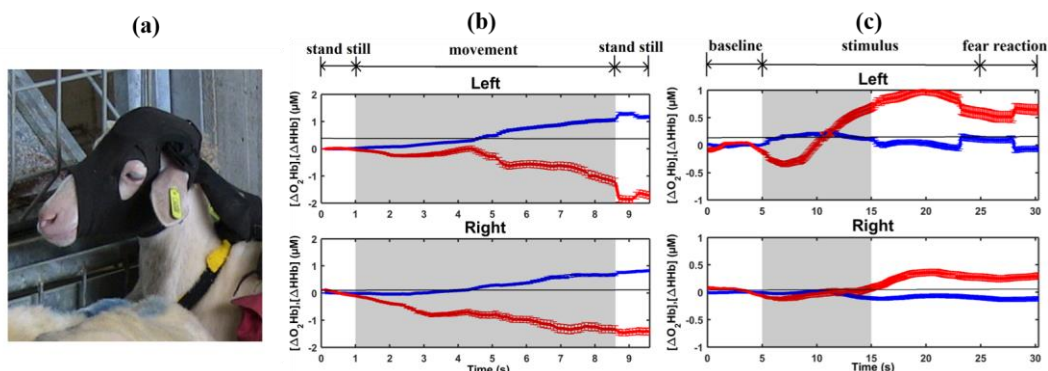 (a)
(b)
(c)
stand still
movement
stand still
Left
[ΔO2Hb],[ΔHHb] (μM)
2
1
0
-1
-2
0 1 2 3 4 5 6 7 8 9
Right
[ΔO2Hb],[ΔHHb] (μM)
2
1
0
-1
-2
0 1 2 3 4 5 6 7 8 9
Time (s)
baseline
stimulus
fear reaction
Left
[ΔO2Hb],[ΔHHb] (μM)
1
0.5
0
-0.5
-1
0 5 10 15 20 25 30
Right
[ΔO2Hb],[ΔHHb] (μM)
1
0.5
0
-0.5
-1
0 5 10 15 20 25 30
Time (s)